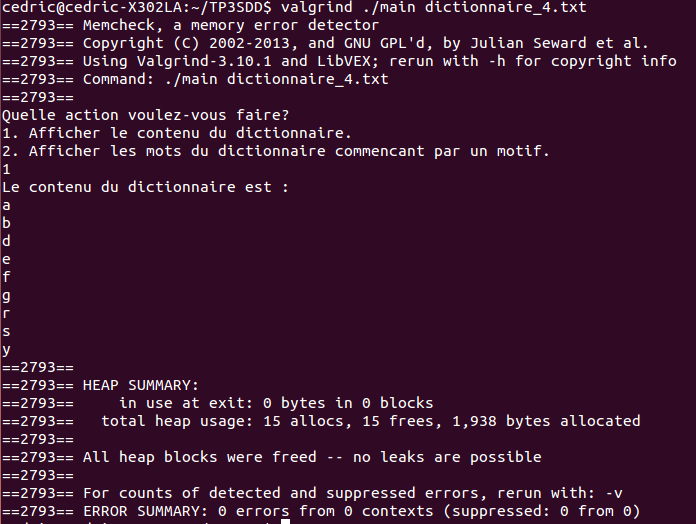 cedric@cedric-X302LA:~/TP3SDD$ valgrind ./main dictionnaire_4.txt
==2793== Memcheck, a memory error detector
==2793== Copyright (C) 2002-2013, and GNU GPL'd, by Julian Seward et al.
==2793== Using Valgrind-3.10.1 and LibVEX; rerun with -h for copyright info
==2793== Command: ./main dictionnaire_4.txt
==2793==
Quelle action voulez-vous faire?
1. Afficher le contenu du dictionnaire.
2. Afficher les mots du dictionnaire commencant par un motif.
1
Le contenu du dictionnaire est :
a
b
d
e
f
g
r
s
y
==2793==
==2793== HEAP SUMMARY:
==2793==     in use at exit: 0 bytes in 0 blocks
==2793==   total heap usage: 15 allocs, 15 frees, 1,938 bytes allocated
==2793==
==2793== All heap blocks were freed -- no leaks are possible
==2793==
==2793== For counts of detected and suppressed errors, rerun with: -v
==2793== ERROR SUMMARY: 0 errors from 0 contexts (suppressed: 0 from 0)